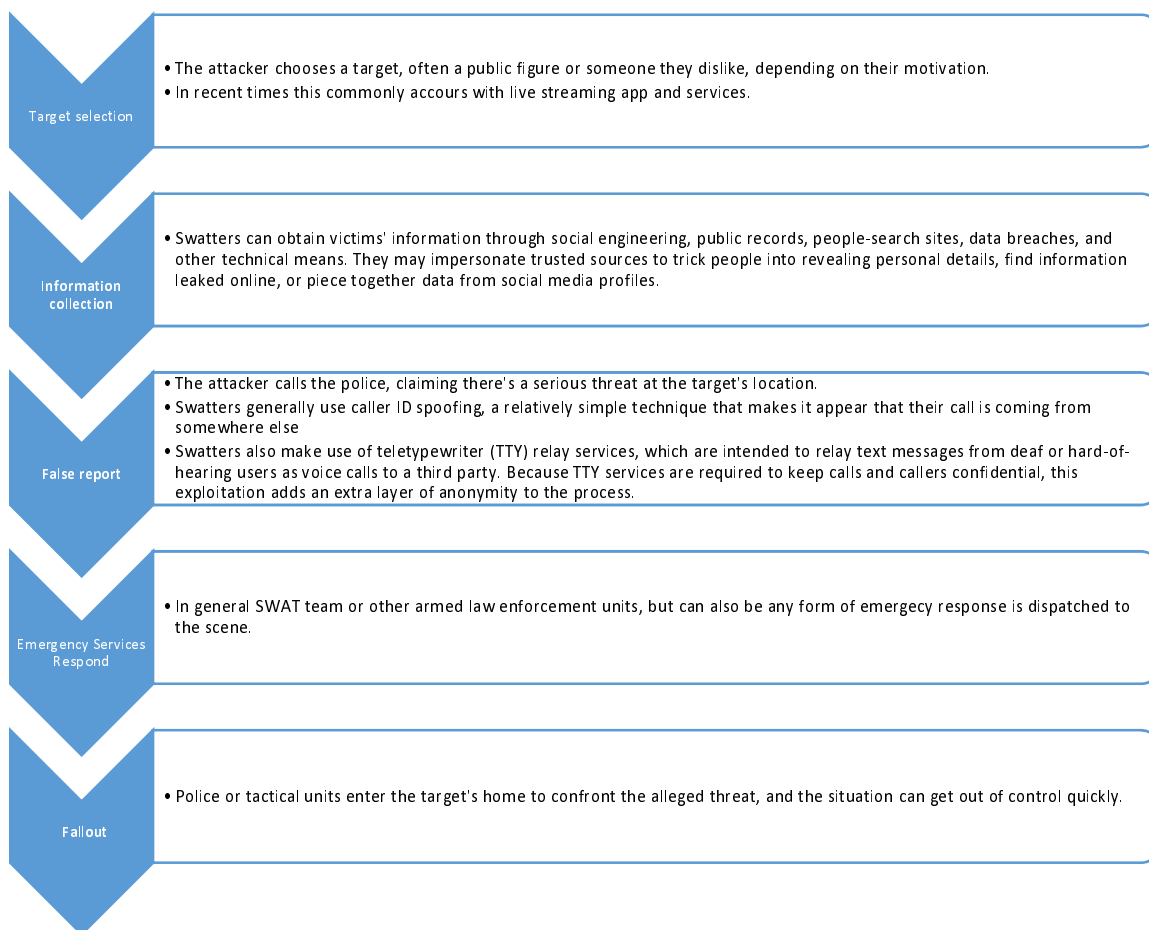 Target selection
• The attacker chooses a target, often a public figure or someone they dislike, depending on their motivation.
• In recent times this commonly accours with live streaming app and services.
Information
collection
• Swatters can obtain victims' information through social engineering, public records, people-search sites, data breaches, and
other technical means. They may impersonate trusted sources to trick people into revealing personal details, find information
leaked online, or piece together data from social media profiles.
False report
• The attacker calls the police, claiming there's a serious threat at the target's location.
• Swatters generally use caller ID spoofing, a relatively simple technique that makes it appear that their call is coming from
somewhere else
• Swatters also make use of teletypewriter (TTY) relay services, which are intended to relay text messages from deaf or hard-of-
hearing users as voice calls to a third party. Because TTY services are required to keep calls and callers confidential, this
exploitation adds an extra layer of anonymity to the process.
Emergency Services
Respond
• In general SWAT team or other armed law enforcement units, but can also be any form of emergecy response is dispatched to
the scene.
Fallout
• Police or tactical units enter the target's home to confront the alleged threat, and the situation can get out of control quickly.